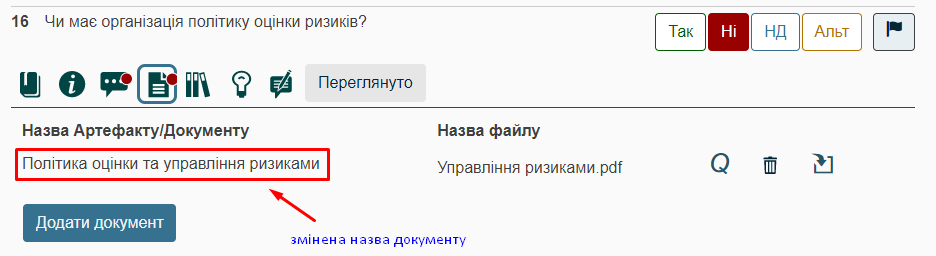 16 Чи має організація політику оцінки ризиків?
Так Ні НД Альт
Переглянуто
Назва Артефакту/Документу Назва файлу
Політика оцінки та управління ризиками Управління ризиками.pdf Q
Додати документ
змінена назва документу